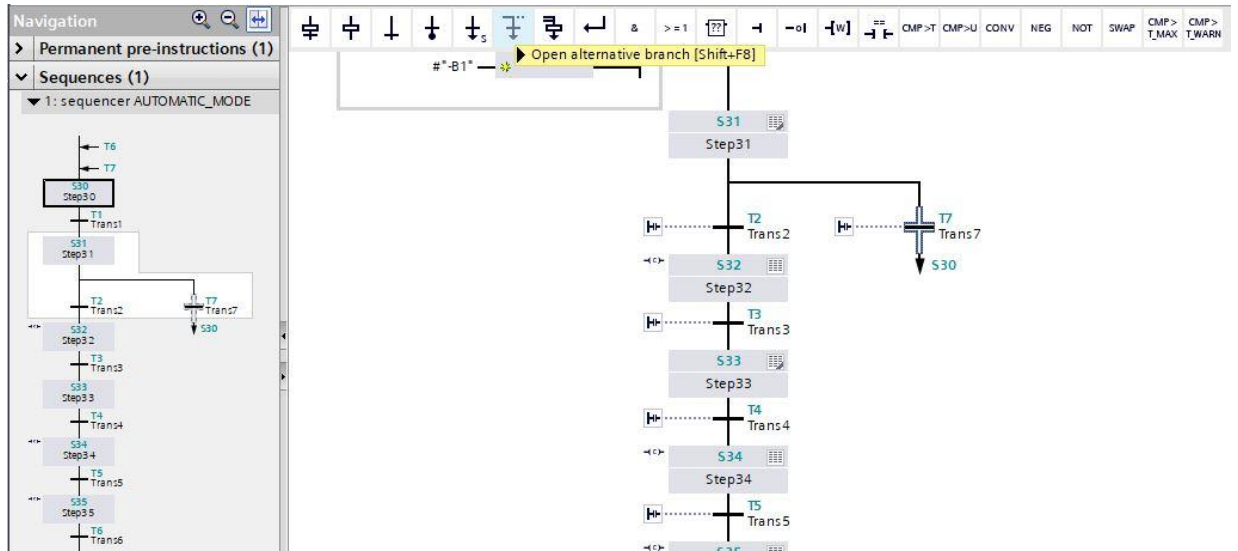 Navigation
Permanent pre-instructions (1)
Sequences (1)
1: sequencer AUTOMATIC_MODE
T6
T7
S30
Step30
T1
Trans1
S31
Step31
T2
Trans2
T7
Trans7
S30
S32
Step32
T3
Trans3
S33
Step33
T4
Trans4
S34
Step34
T5
Trans5
S35
Step35
T6
Trans6
S
& >=1 ?? [W] == CMP>T CMP>U CONV NEG NOT SWAP CMP> T_MAX CMP> T_WARN
Open alternative branch [Shift+F8]
#"-B1"
S31
Step31
T2
Trans2
T7
Trans7
S30
(C)
S32
Step32
T3
Trans3
S33
Step33
T4
Trans4
(C)
S34
Step34
T5
Trans5
(C)
S35